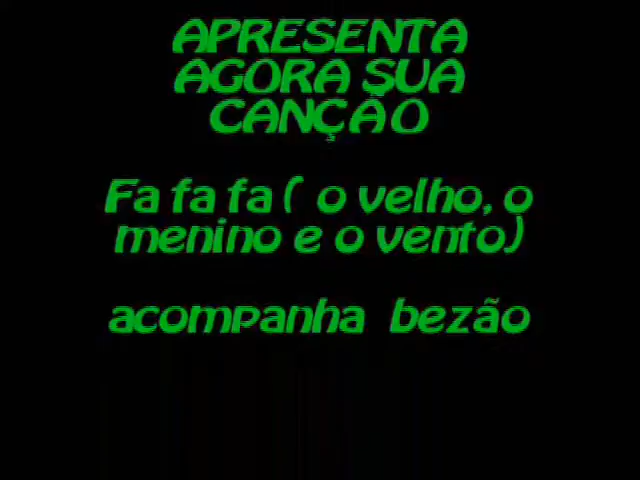 APRESENTA
AGORA SUA
CANÇÃO
Fa fa fa ( o velho, o
menino e o vento)
acompanha bezão